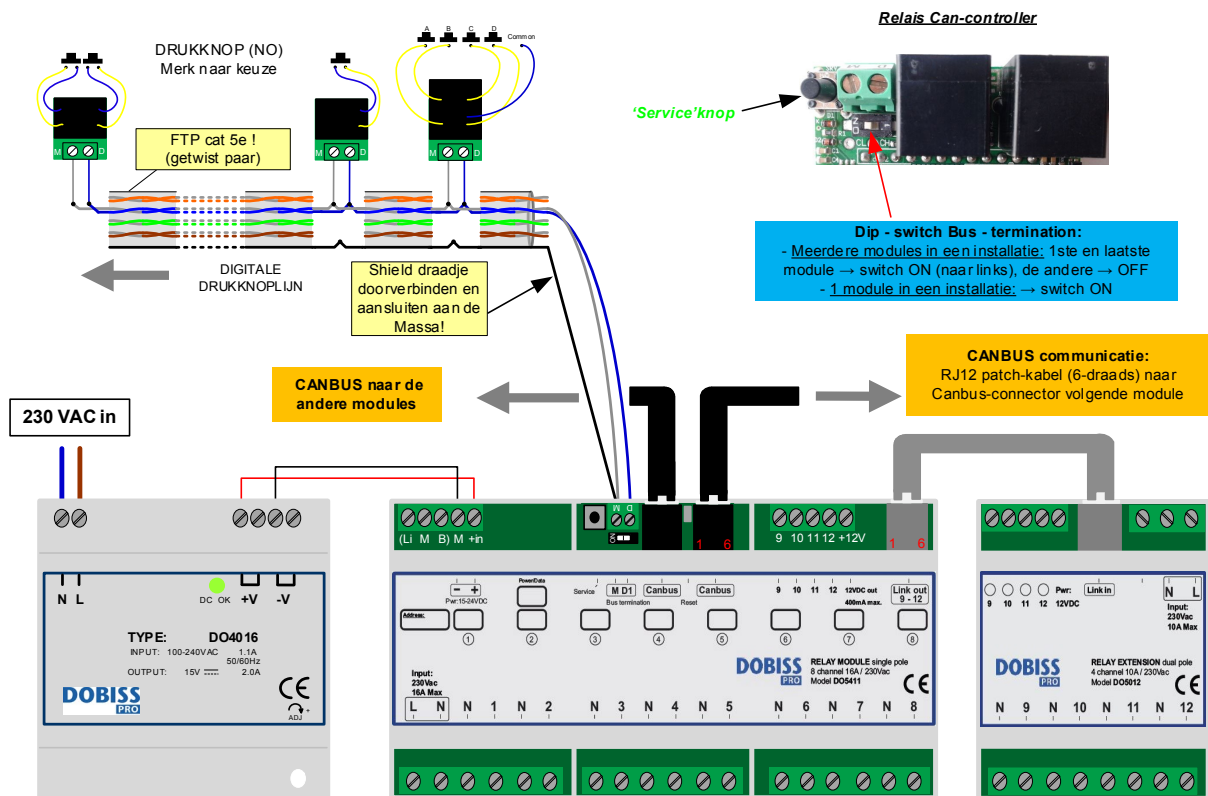 Relais Can-controller
A B C D Common
DRUKKNOP (NO)
Merk naar keuze
'Service'knop
M D
M D
M D
FTP cat 5e !
(getwist paar)
DIGITALE
DRUKKNOPLIJN
Shield draadje
doorverbinden en
aansluiten aan de
Massa!
Dip - switch Bus - termination:
- Meerdere modules in een installatie: 1ste en laatste
module → switch ON (naar links), de andere → OFF
- 1 module in een installatie: → switch ON
CANBUS naar de
andere modules
CANBUS communicatie:
RJ12 patch-kabel (6-draads) naar
Canbus-connector volgende module
230 VAC in
(Li M B) M +in
M D
ON
1 6
9 10 11 12 +12V
1 6
N L
DC OK
+V -V
TYPE: DO4016
INPUT: 100-240VAC 1.1A
50/60Hz
OUTPUT: 15V 2.0A
DOBISS
PRO
CE
ADJ
+
Address:
- +
Pwr:15-24VDC
Power/Data
Service
M D1
Canbus
Canbus
Bus termination
Reset
9 10 11 12 12VDC out
400mA max.
Link out
9 - 12
1 2 3 4 5 6 7 8
Input:
230Vac
16A Max
DOBISS
PRO
RELAY MODULE single pole
8 channel 16A / 230Vac
Model DO5411
CE
L N N 1 N 2 N 3 N 4 N 5 N 6 N 7 N 8
9 10 11 12 12VDC
Pwr:
Link in
N L
Input:
230Vac
10A Max
DOBISS
PRO
RELAY EXTENSION dual pole
4 channel 10A / 230Vac
Model DO5012
CE
N 9 N 10 N 11 N 12